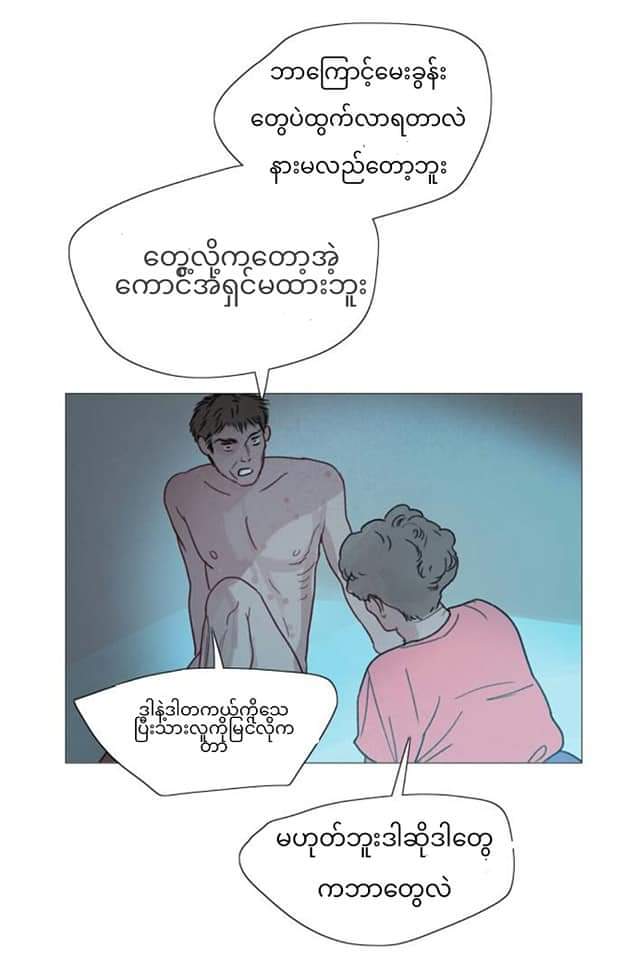 ဘာကြောင့်မေးခွန်း
တွေပဲထွက်လာရတာလဲ
နားမလည်တော့ဘူး
တွေ့လို့ကတော့အဲ့
ကောင်အရှင်မထားဘူး
ဒါနဲ့ဒါတကယ်ကိုသေ
ပြီးသားလူကိုမြင်လိုက
တာ
မဟုတ်ဘူးဒါဆိုဒါတွေ
ကဘာတွေလဲ